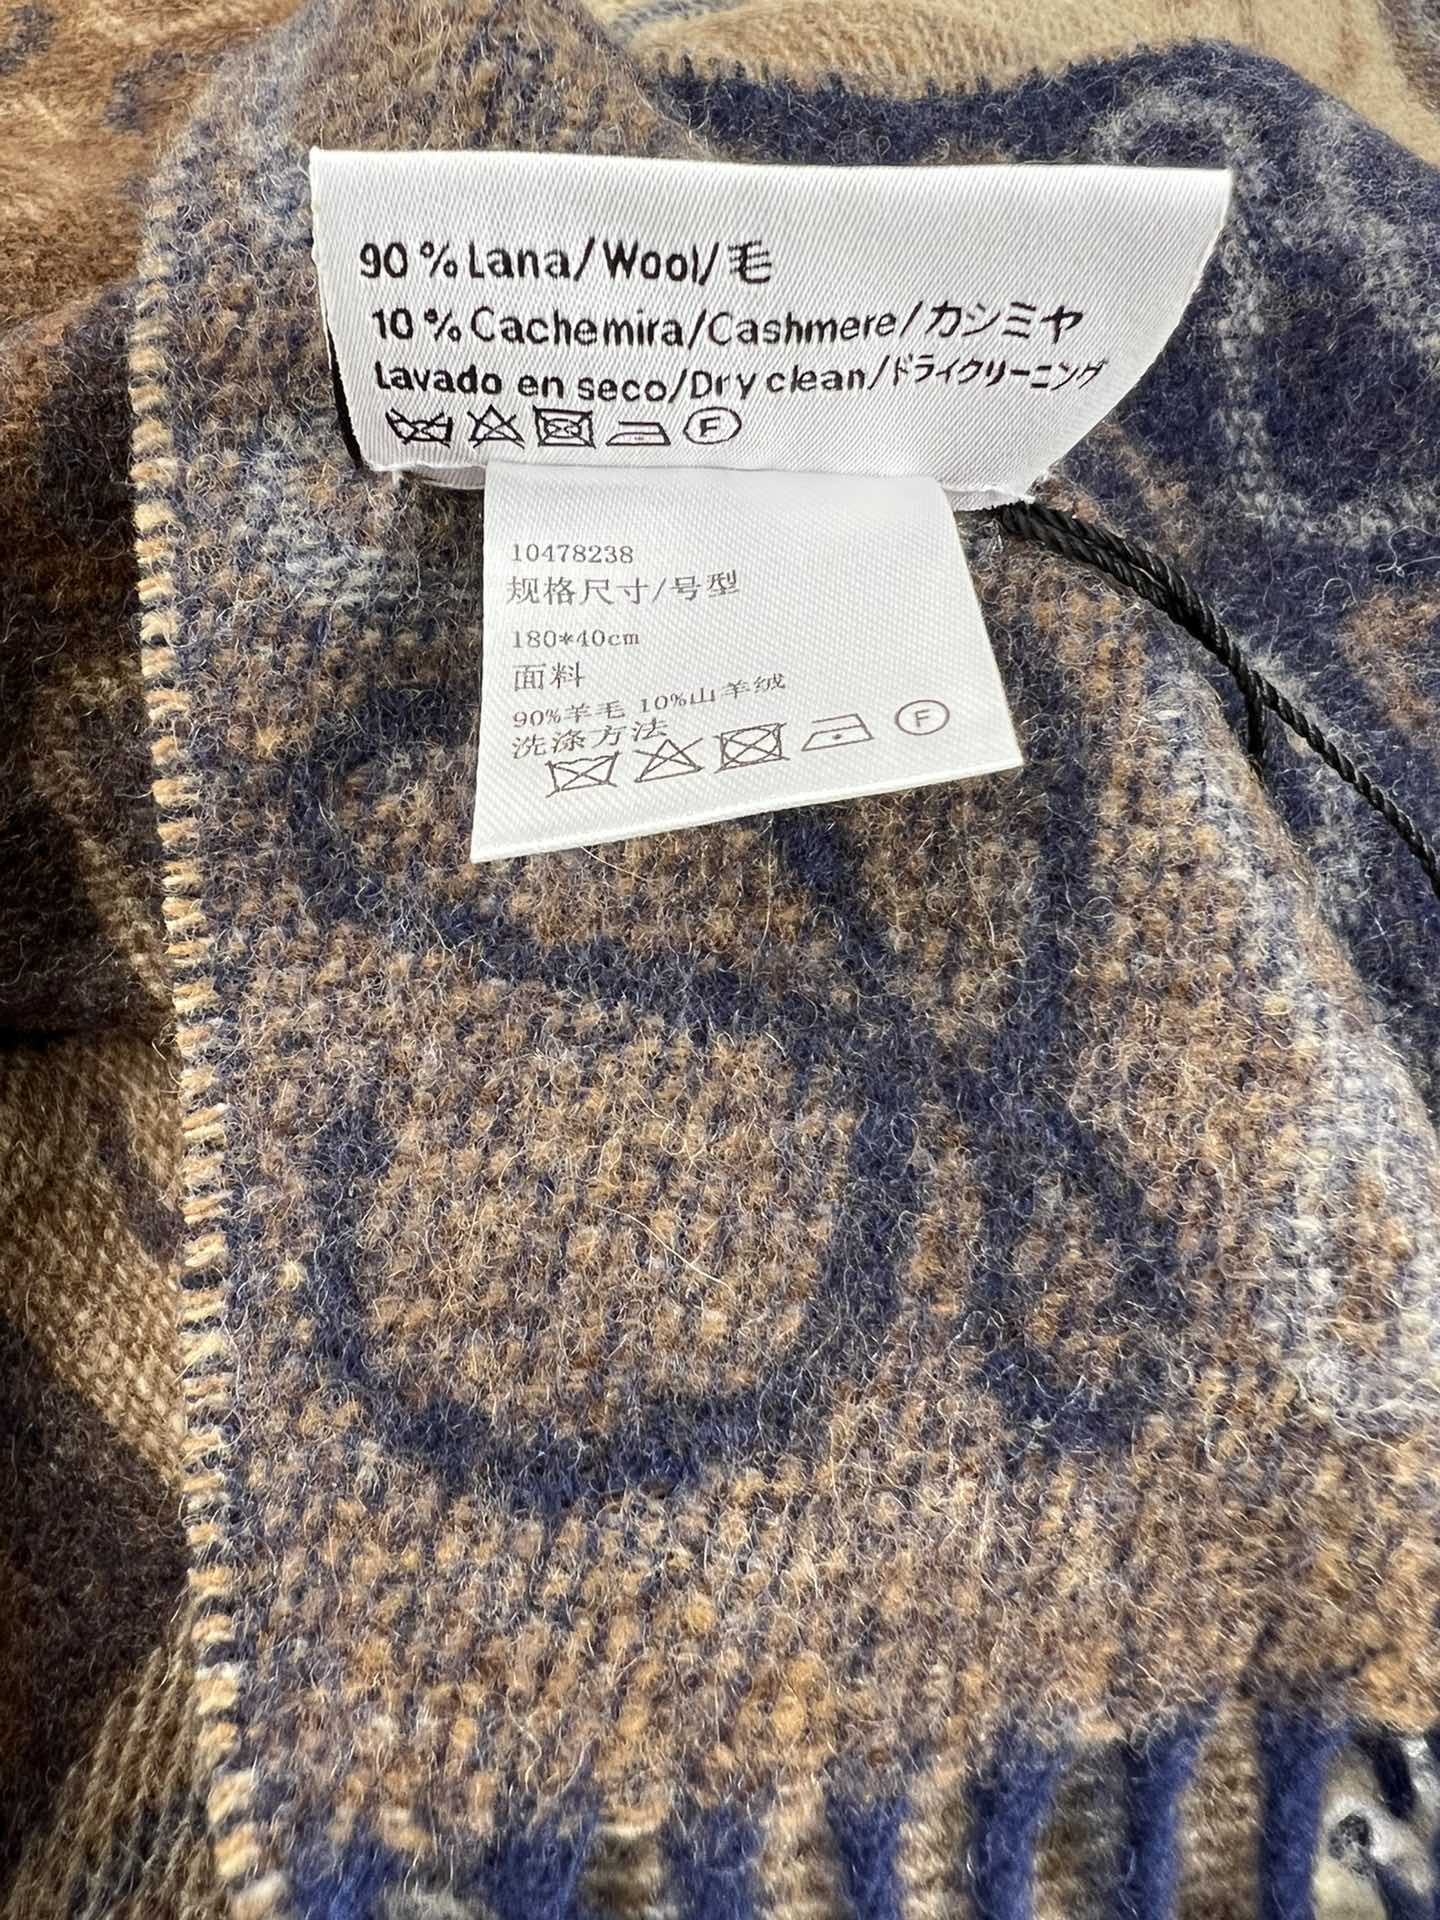 90 % Lana/Wool/毛
10 % Cachemira/Cashmere/カシミヤ
Lavado en seco/Dry clean/ドライクリーニング
F
10478238
规格尺寸/号型
180*40cm
面料
90%羊毛 10%山羊绒
洗涤方法
F